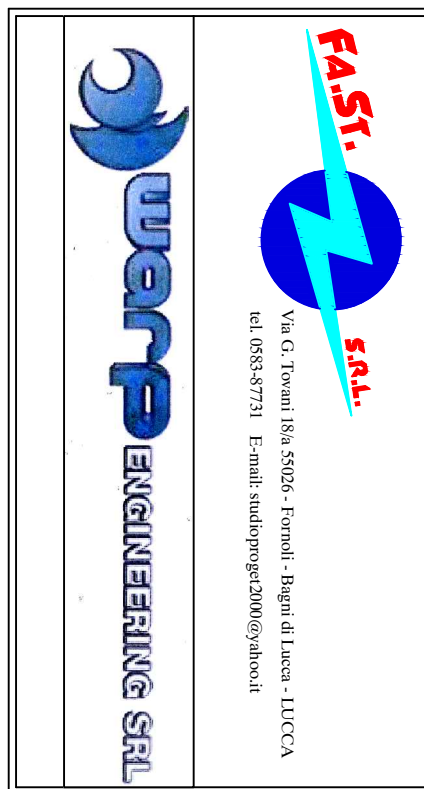 FA.ST. S.R.L.
Via G. Tovani 18/a 55026 - Fornoli - Bagni di Lucca - LUCCA
tel. 0583-87731 E-mail: studioproget2000@yahoo.it
warp ENGINEERING SRL